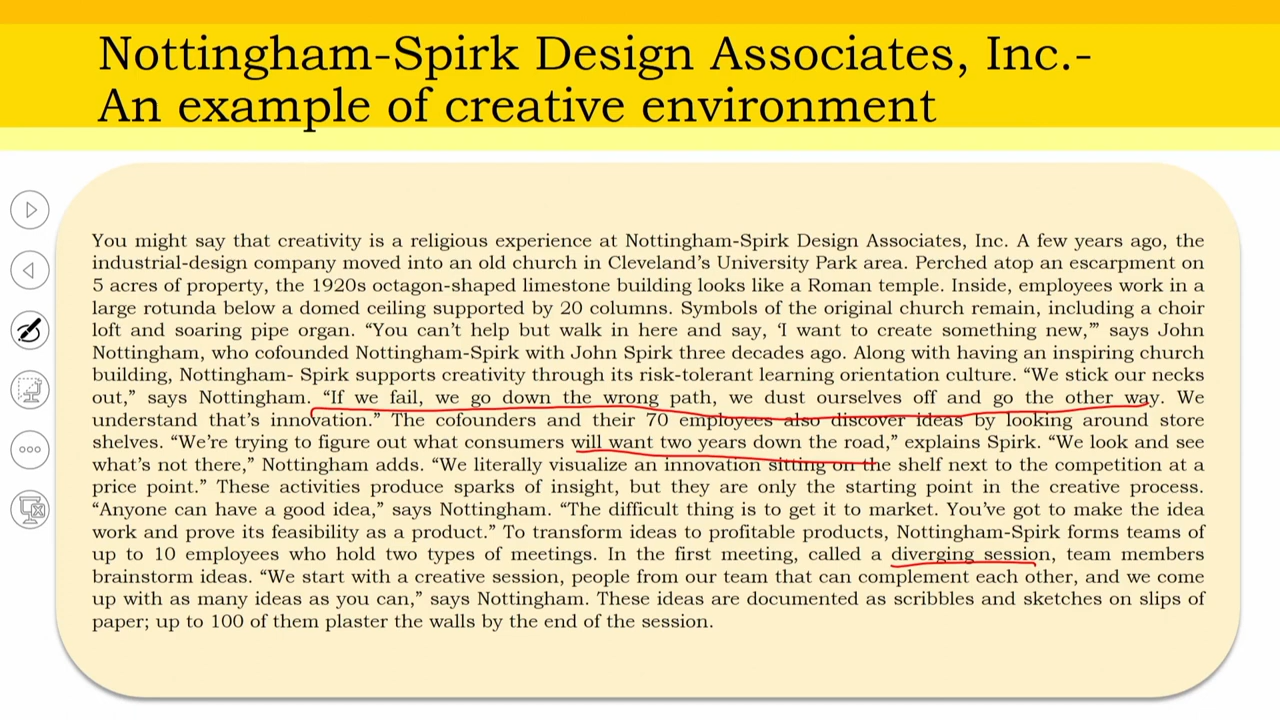 Nottingham-Spirk Design Associates, Inc.-
An example of creative environment
You might say that creativity is a religious experience at Nottingham-Spirk Design Associates, Inc. A few years ago, the
industrial-design company moved into an old church in Cleveland’s University Park area. Perched atop an escarpment on
5 acres of property, the 1920s octagon-shaped limestone building looks like a Roman temple. Inside, employees work in a
large rotunda below a domed ceiling supported by 20 columns. Symbols of the original church remain, including a choir
loft and soaring pipe organ. “You can’t help but walk in here and say, ‘I want to create something new,’” says John
Nottingham, who cofounded Nottingham-Spirk with John Spirk three decades ago. Along with having an inspiring church
building, Nottingham- Spirk supports creativity through its risk-tolerant learning orientation culture. “We stick our necks
out,” says Nottingham. “If we fail, we go down the wrong path, we dust ourselves off and go the other way. We
understand that’s innovation.” The cofounders and their 70 employees also discover ideas by looking around store
shelves. “We’re trying to figure out what consumers will want two years down the road,” explains Spirk. “We look and see
what’s not there,” Nottingham adds. “We literally visualize an innovation sitting on the shelf next to the competition at a
price point.” These activities produce sparks of insight, but they are only the starting point in the creative process.
“Anyone can have a good idea,” says Nottingham. “The difficult thing is to get it to market. You’ve got to make the idea
work and prove its feasibility as a product.” To transform ideas to profitable products, Nottingham-Spirk forms teams of
up to 10 employees who hold two types of meetings. In the first meeting, called a diverging session, team members
brainstorm ideas. “We start with a creative session, people from our team that can complement each other, and we come
up with as many ideas as you can,” says Nottingham. These ideas are documented as scribbles and sketches on slips of
paper; up to 100 of them plaster the walls by the end of the session.